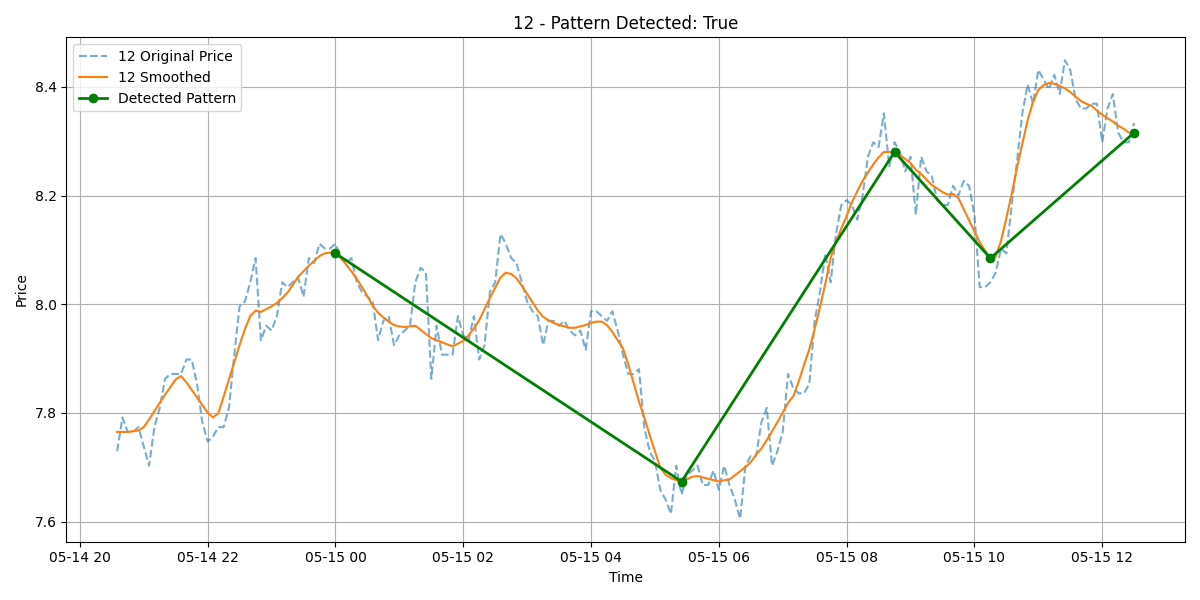 12 - Pattern Detected: True
12 Original Price
12 Smoothed
Detected Pattern
Price
8.4
8.2
8.0
7.8
7.6
05-14 20 05-14 22 05-15 00 05-15 02 05-15 04 05-15 06 05-15 08 05-15 10 05-15 12
Time